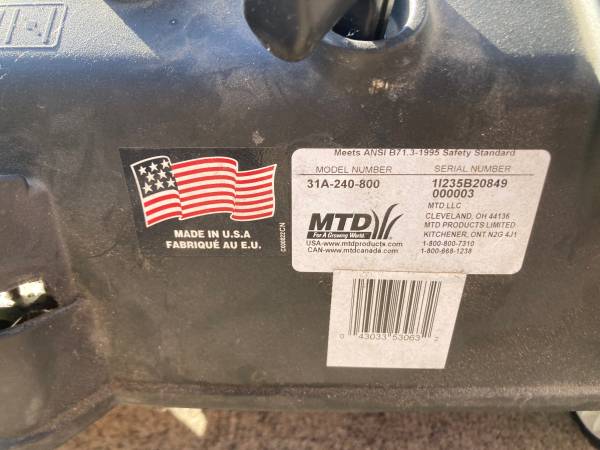 MADE IN U.S.A
FABRIQUÉ AU E.U.
C000822CN
Meets ANSI B71.3-1995 Safety Standard
MODEL NUMBER
31A-240-800
MTD
For A Growing World.
USA-www.mtdproducts.com
CAN-www.mtdcanada.com
SERIAL NUMBER
1I235B20849
000003
MTD LLC
CLEVELAND, OH 44136
MTD PRODUCTS LIMITED
KITCHENER, ONT N2G 4J1
1-800-800-7310
1-800-668-1238
0 43033 53063 2